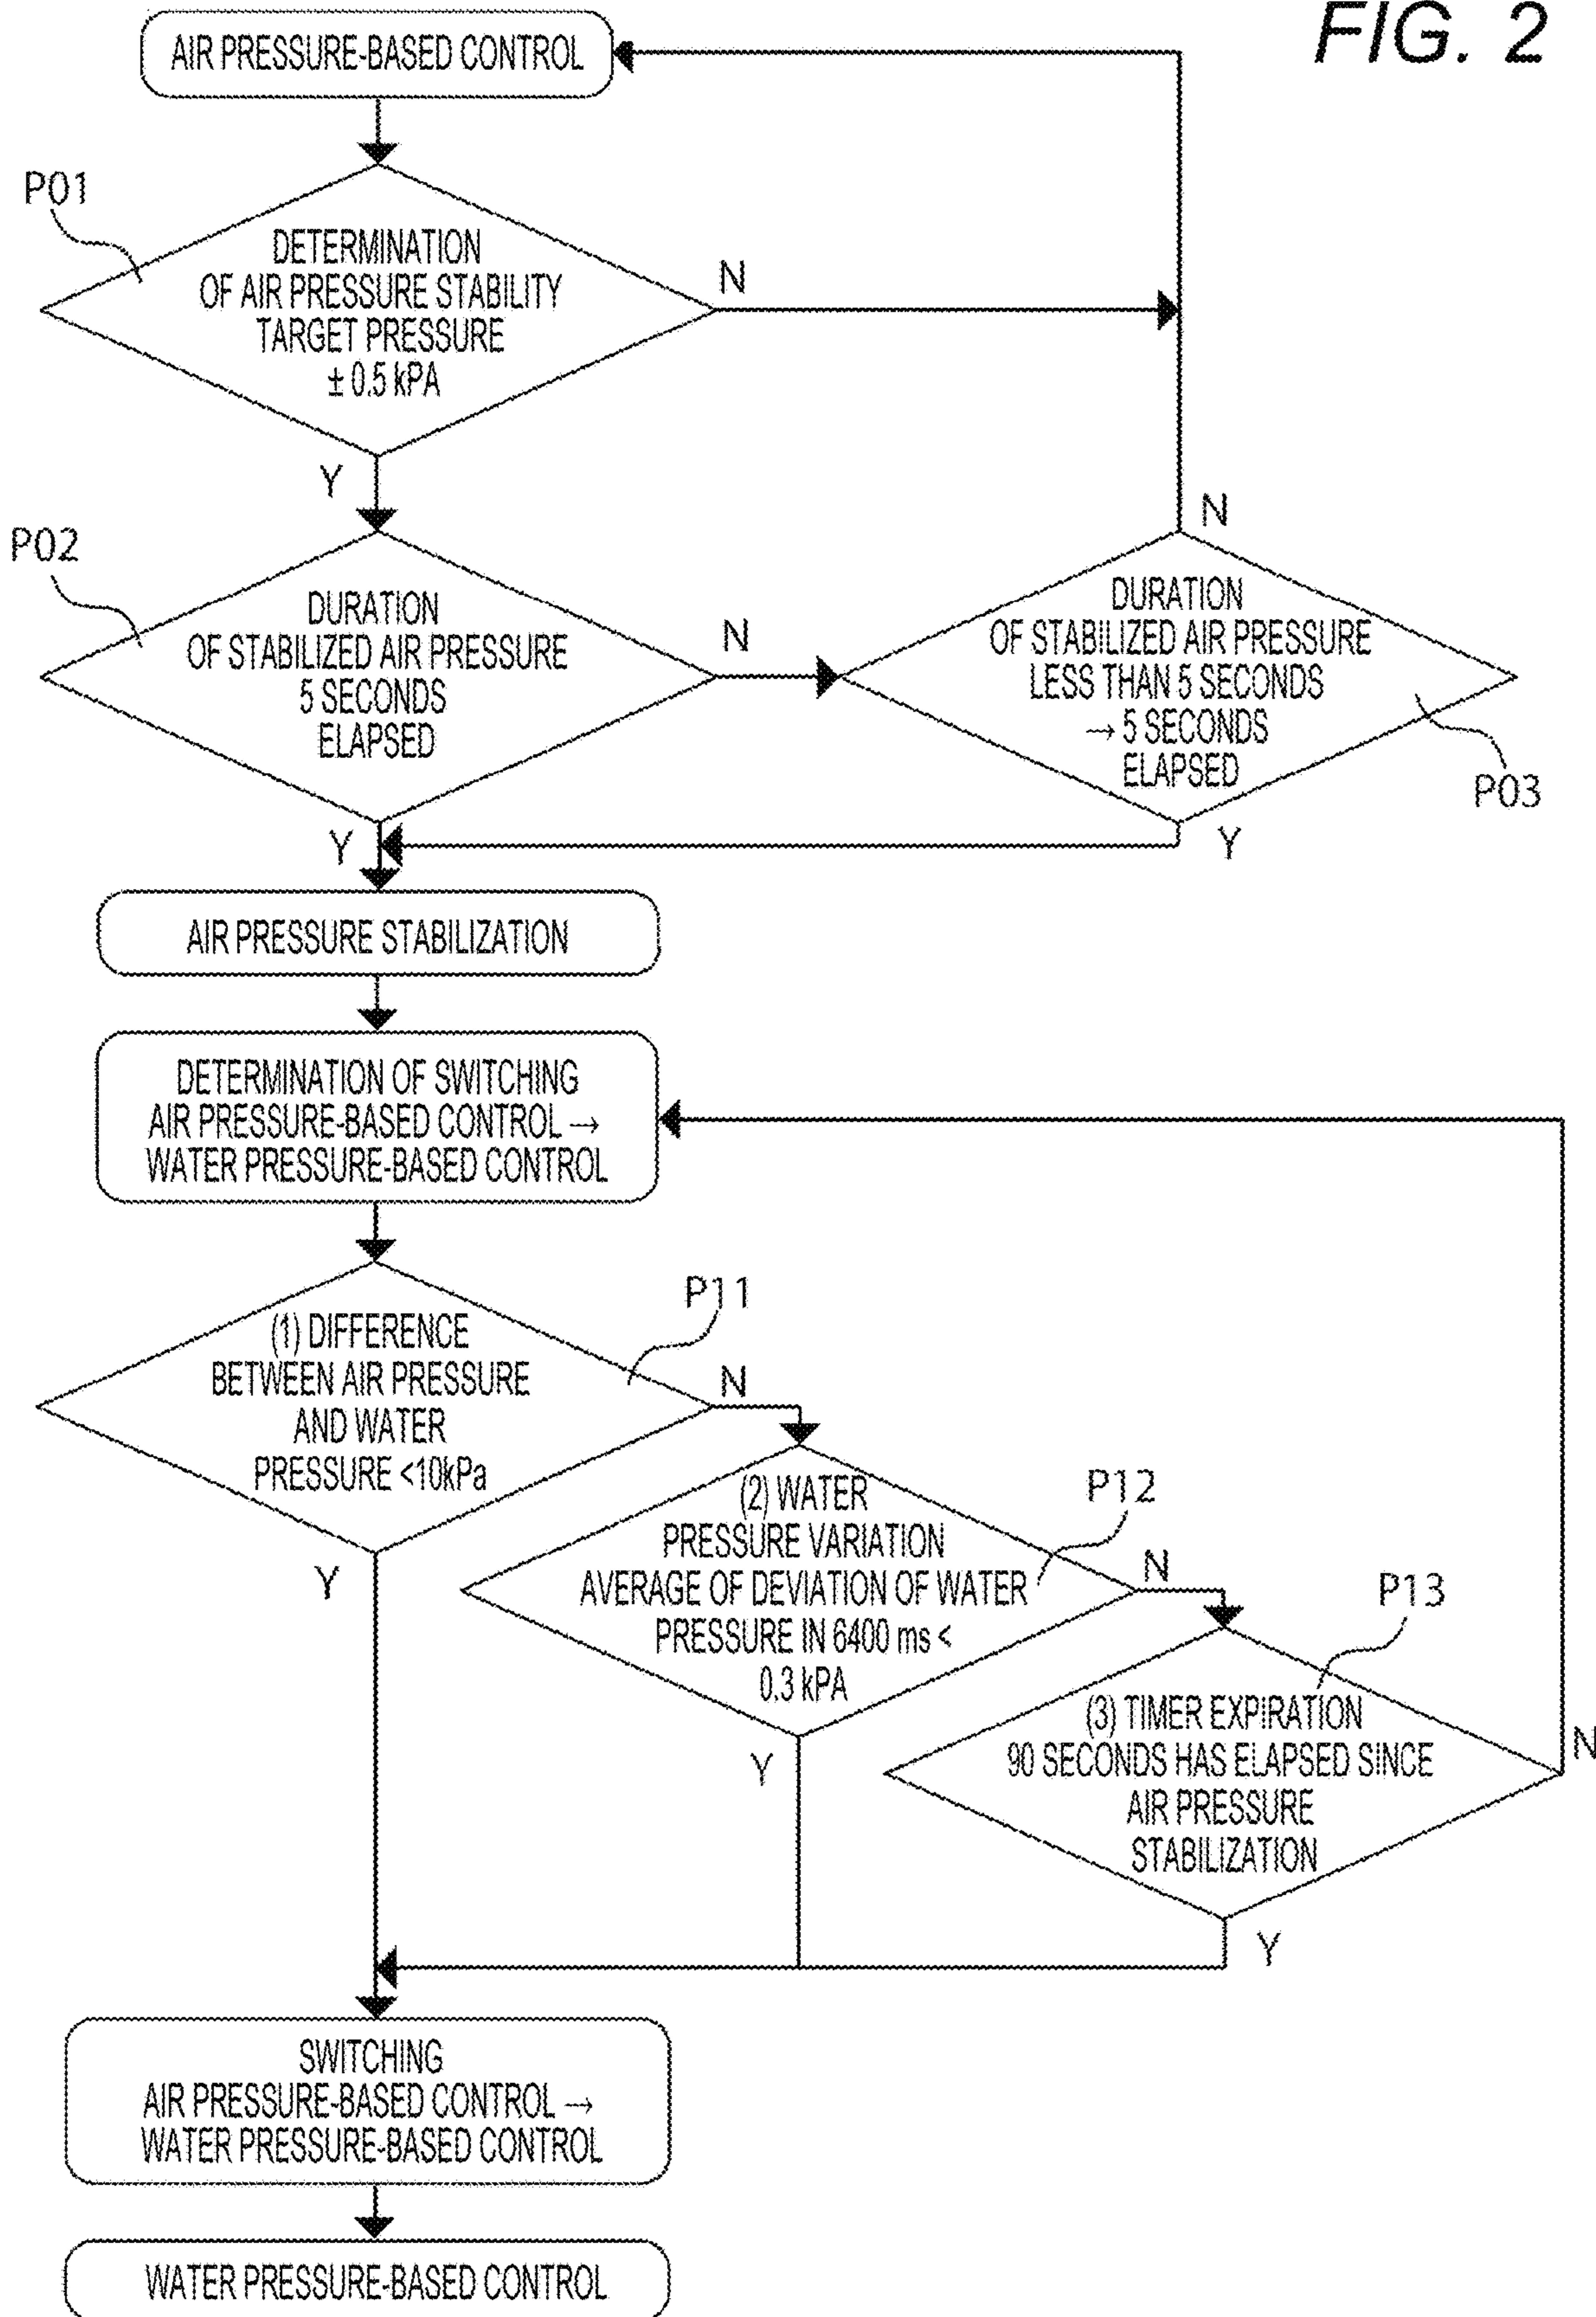 FIG. 2
AIR PRESSURE-BASED CONTROL
P01
DETERMINATION
OF AIR PRESSURE STABILITY
TARGET PRESSURE
± 0.5 kPA
N
Y
P02
DURATION
OF STABILIZED AIR PRESSURE
5 SECONDS
ELAPSED
N
Y
N
DURATION
OF STABILIZED AIR PRESSURE
LESS THAN 5 SECONDS
→ 5 SECONDS
ELAPSED
P03
Y
AIR PRESSURE STABILIZATION
DETERMINATION OF SWITCHING
AIR PRESSURE-BASED CONTROL →
WATER PRESSURE-BASED CONTROL
P11
(1) DIFFERENCE
BETWEEN AIR PRESSURE
AND WATER
PRESSURE <10kPa
N
Y
P12
(2) WATER
PRESSURE VARIATION
AVERAGE OF DEVIATION OF WATER
PRESSURE IN 6400 ms <
0.3 kPA
N
Y
P13
(3) TIMER EXPIRATION
90 SECONDS HAS ELAPSED SINCE
AIR PRESSURE
STABILIZATION
N
Y
SWITCHING
AIR PRESSURE-BASED CONTROL →
WATER PRESSURE-BASED CONTROL
WATER PRESSURE-BASED CONTROL